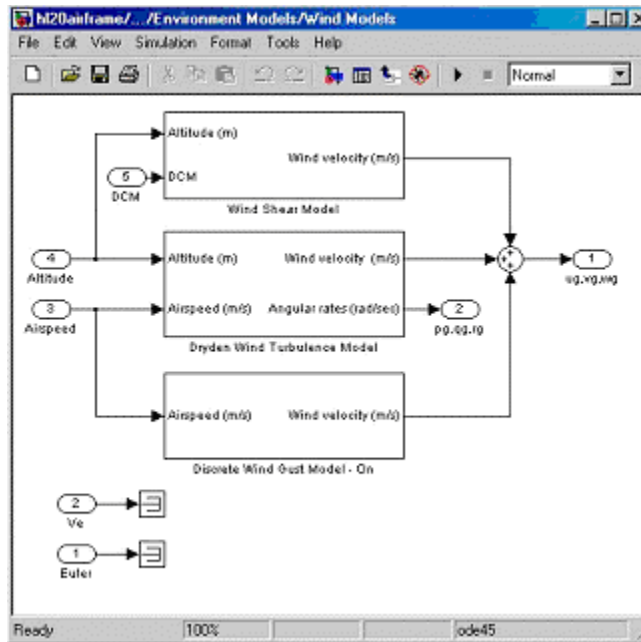 hl20airframe/.../Environment Models/Wind Models
File Edit View Simulation Format Tools Help
Normal
Altitude (m)
Wind velocity (m/s)
5
DCM
DCM
Wind Shear Model
4
Altitude
Altitude (m)
Wind velocity (m/s)
1
ug,vg,wg
3
Airspeed
Airspeed (m/s)
Angular rates (rad/sec)
2
pg,qg,rg
Dryden Wind Turbulence Model
Airspeed (m/s)
Wind velocity (m/s)
Discrete Wind Gust Model - On
2
Ve
1
Euler
Ready
100%
ode45